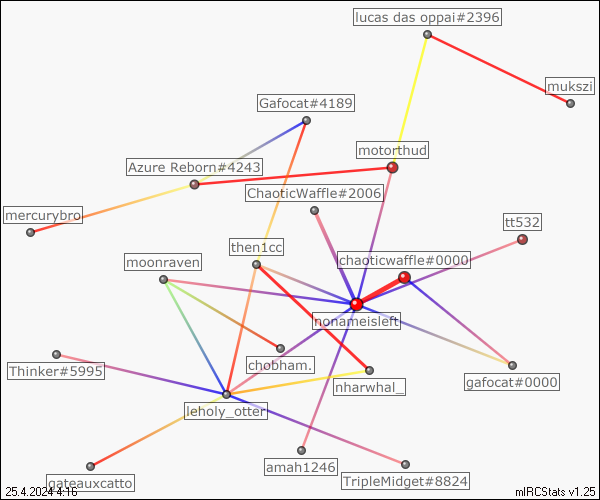 lucas das oppai#2396
mukszi
Gafocat#4189
motorthud
Azure Reborn#4243
ChaoticWaffle#2006
mercurybro
tt532
then1cc
chaoticwaffle#0000
moonraven
nonameisleft
chobham.
Thinker#5995
nharwhal_
gafocat#0000
leholy_otter
amah1246
gateauxcatto
TripleMidget#8824
25.4.2024 4:16
mIRCStats v1.25